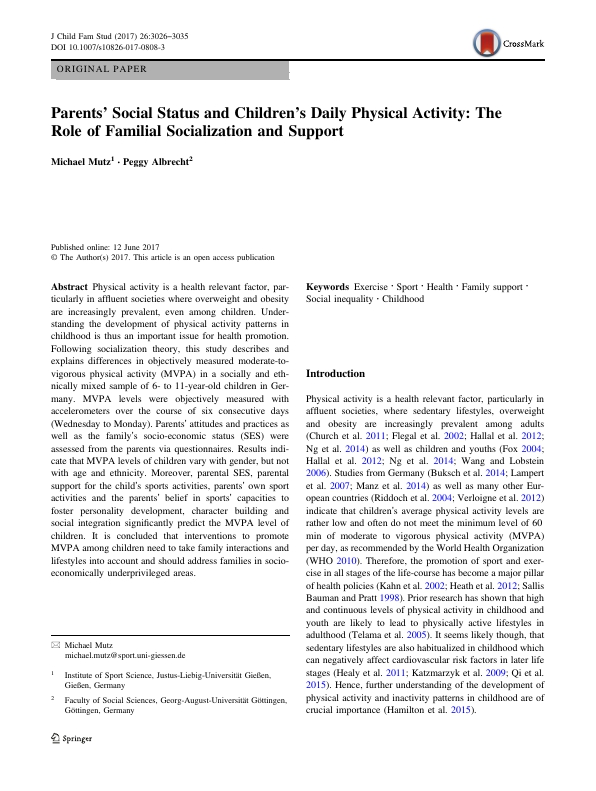 J Child Fam Stud (2017) 26:3026–3035
DOI 10.1007/s10826-017-0808-3
CrossMark
ORIGINAL PAPER
Parents' Social Status and Children's Daily Physical Activity: The
Role of Familial Socialization and Support
Michael Mutz1 · Peggy Albrecht2
Published online: 12 June 2017
© The Author(s) 2017. This article is an open access publication
Abstract Physical activity is a health relevant factor, par-
ticularly in affluent societies where overweight and obesity
are increasingly prevalent, even among children. Under-
standing the development of physical activity patterns in
childhood is thus an important issue for health promotion.
Following socialization theory, this study describes and
explains differences in objectively measured moderate-to-
vigorous physical activity (MVPA) in a socially and eth-
nically mixed sample of 6- to 11-year-old children in Ger-
many. MVPA levels were objectively measured with
accelerometers over the course of six consecutive days
(Wednesday to Monday). Parents' attitudes and practices as
well as the family's socio-economic status (SES) were
assessed from the parents via questionnaires. Results indi-
cate that MVPA levels of children vary with gender, but not
with age and ethnicity. Moreover, parental SES, parental
support for the child's sports activities, parents' own sport
activities and the parents' belief in sports' capacities to
foster personality development, character building and
social integration significantly predict the MVPA level of
children. It is concluded that interventions to promote
MVPA among children need to take family interactions and
lifestyles into account and should address families in socio-
economically underprivileged areas.
Michael Mutz
michael.mutz@sport.uni-giessen.de
1 Institute of Sport Science, Justus-Liebig-Universität Gießen,
Gießen, Germany
2 Faculty of Social Sciences, Georg-August-Universität Göttingen,
Göttingen, Germany
Keywords Exercise · Sport · Health · Family support ·
Social inequality · Childhood
Introduction
Physical activity is a health relevant factor, particularly in
affluent societies, where sedentary lifestyles, overweight
and obesity are increasingly prevalent among adults
(Church et al. 2011; Flegal et al. 2002; Hallal et al. 2012;
Ng et al. 2014) as well as children and youths (Fox 2004;
Hallal et al. 2012; Ng et al. 2014; Wang and Lobstein
2006). Studies from Germany (Buksch et al. 2014; Lampert
et al. 2007; Manz et al. 2014) as well as many other Eur-
opean countries (Riddoch et al. 2004; Verloigne et al. 2012)
indicate that children's average physical activity levels are
rather low and often do not meet the minimum level of 60
min of moderate to vigorous physical activity (MVPA)
per day, as recommended by the World Health Organization
(WHO 2010). Therefore, the promotion of sport and exer-
cise in all stages of the life-course has become a major pillar
of health policies (Kahn et al. 2002; Heath et al. 2012; Sallis
Bauman and Pratt 1998). Prior research has shown that high
and continuous levels of physical activity in childhood and
youth are likely to lead to physically active lifestyles in
adulthood (Telama et al. 2005). It seems likely though, that
sedentary lifestyles are also habitualized in childhood which
can negatively affect cardiovascular risk factors in later life
stages (Healy et al. 2011; Katzmarzyk et al. 2009; Qi et al.
2015). Hence, further understanding of the development of
physical activity and inactivity patterns in childhood are of
crucial importance (Hamilton et al. 2015).
Springer